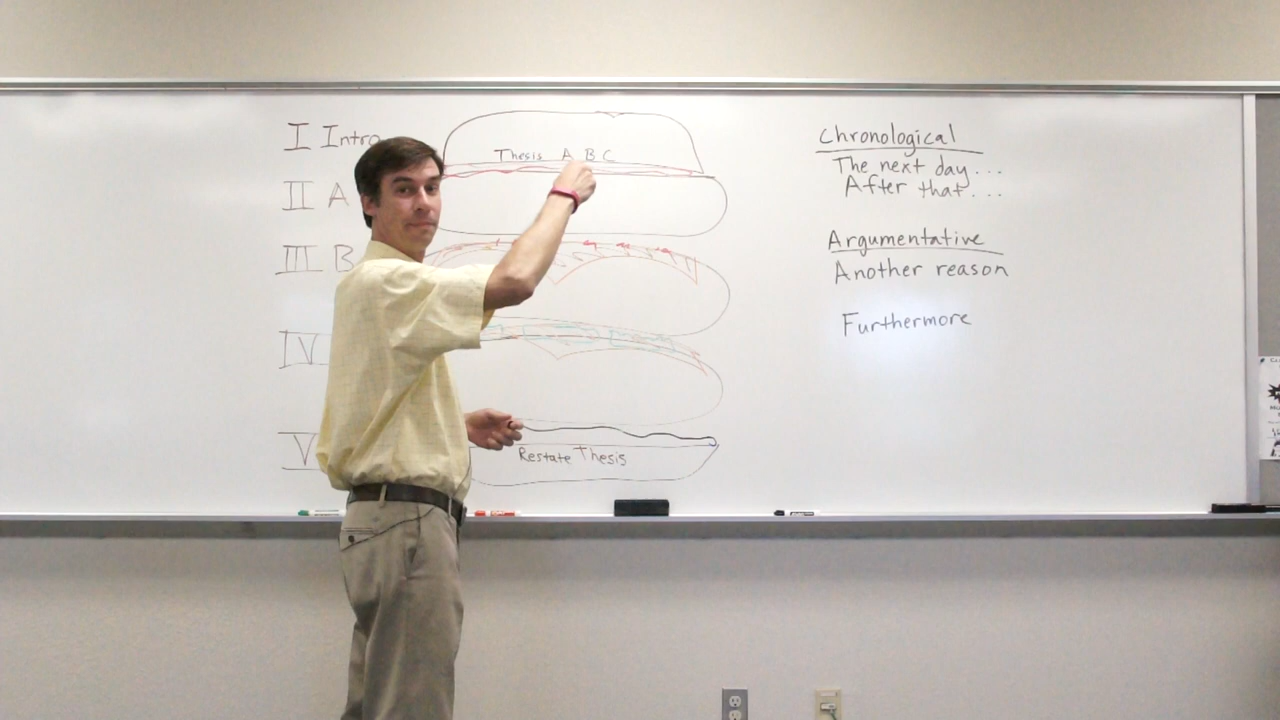 I Intro
Thesis A B C
II A
III B
IV
V
Restate Thesis
Chronological
The next day...
After that...
Argumentative
Another reason
Furthermore